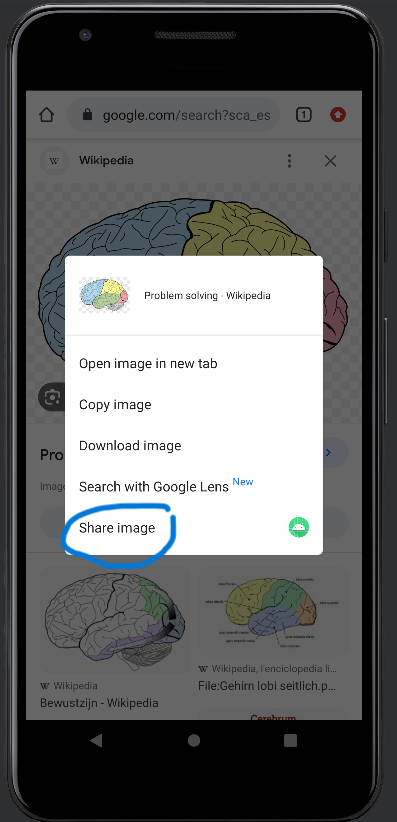 google.com/search?sca_es
1
W Wikipedia
Problem solving - Wikipedia
Open image in new tab
Copy image
Download image
Search with Google Lens New
Share image
Pro
Image
W Wikipedia
Bewustzijn - Wikipedia
W Wikipedia, l'enciclopedia li...
File:Gehirn lobi seitlich.p...
Cerebrum